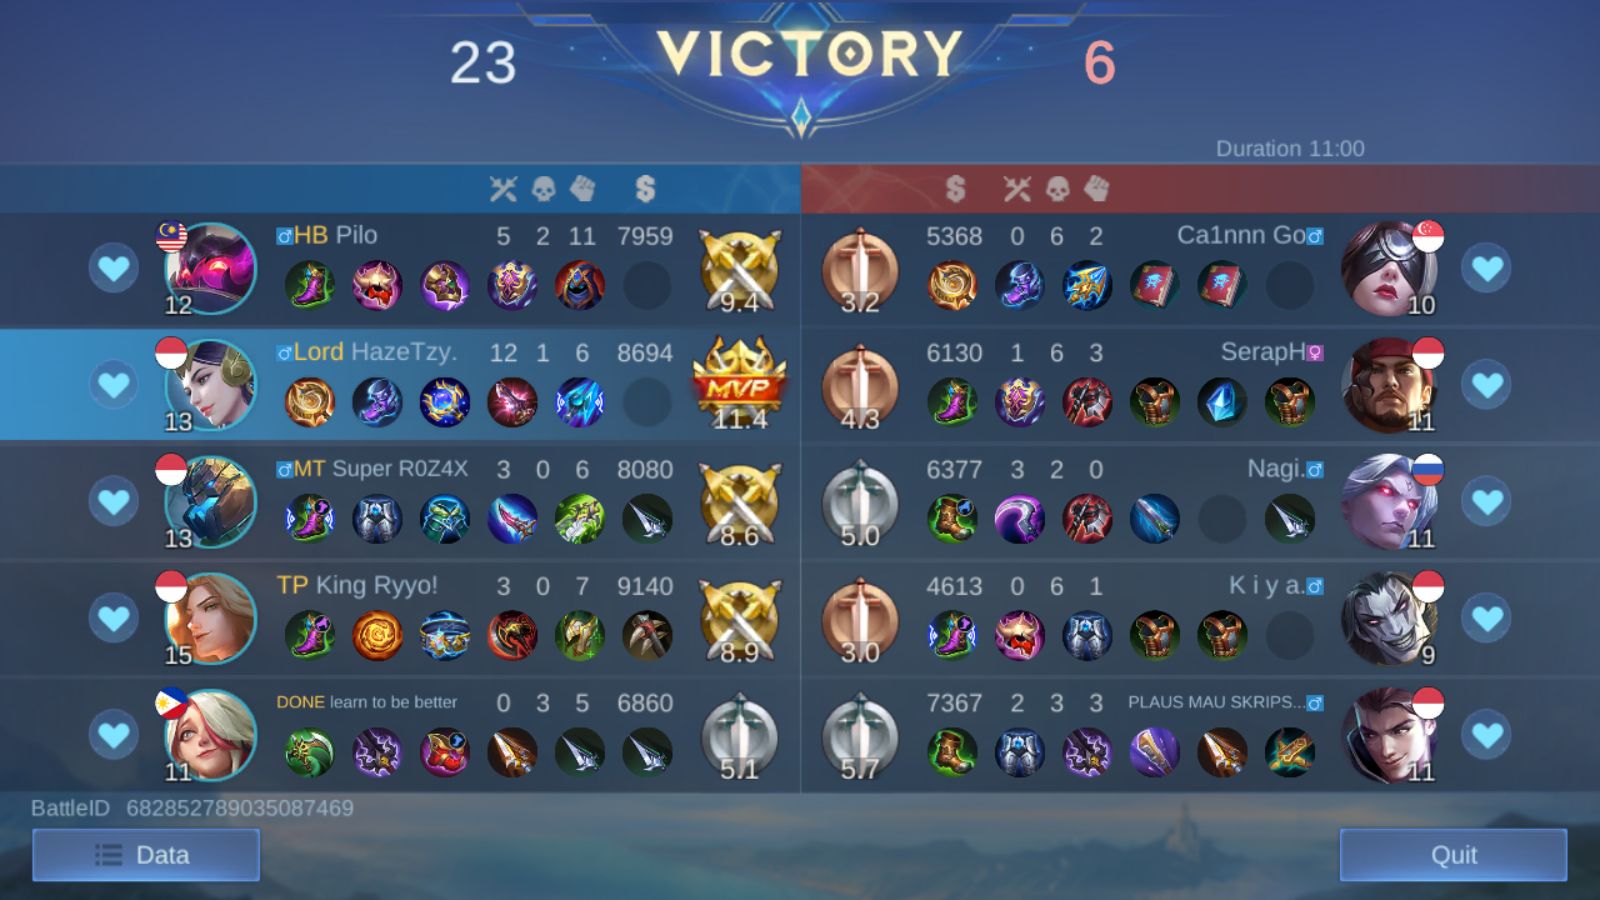 23 VICTORY 6
Duration 11:00
HB Pilo 5 2 11 7959
12 9.4
3.2 5368 0 6 2 Ca1nnn Go
10
Lord HazeTzy. 12 1 6 8694
13 MVP 11.4
4.3 6130 1 6 3 SerapH
11
MT Super R0Z4X 3 0 6 8080
13 8.6
5.0 6377 3 2 0 Nagi.
11
TP King Ryyo! 3 0 7 9140
15 8.9
3.0 4613 0 6 1 K i y a.
9
DONE learn to be better 0 3 5 6860
11 5.1
5.7 7367 2 3 3 PLAUS MAU SKRIPS...
11
BattleID 682852789035087469
Data
Quit